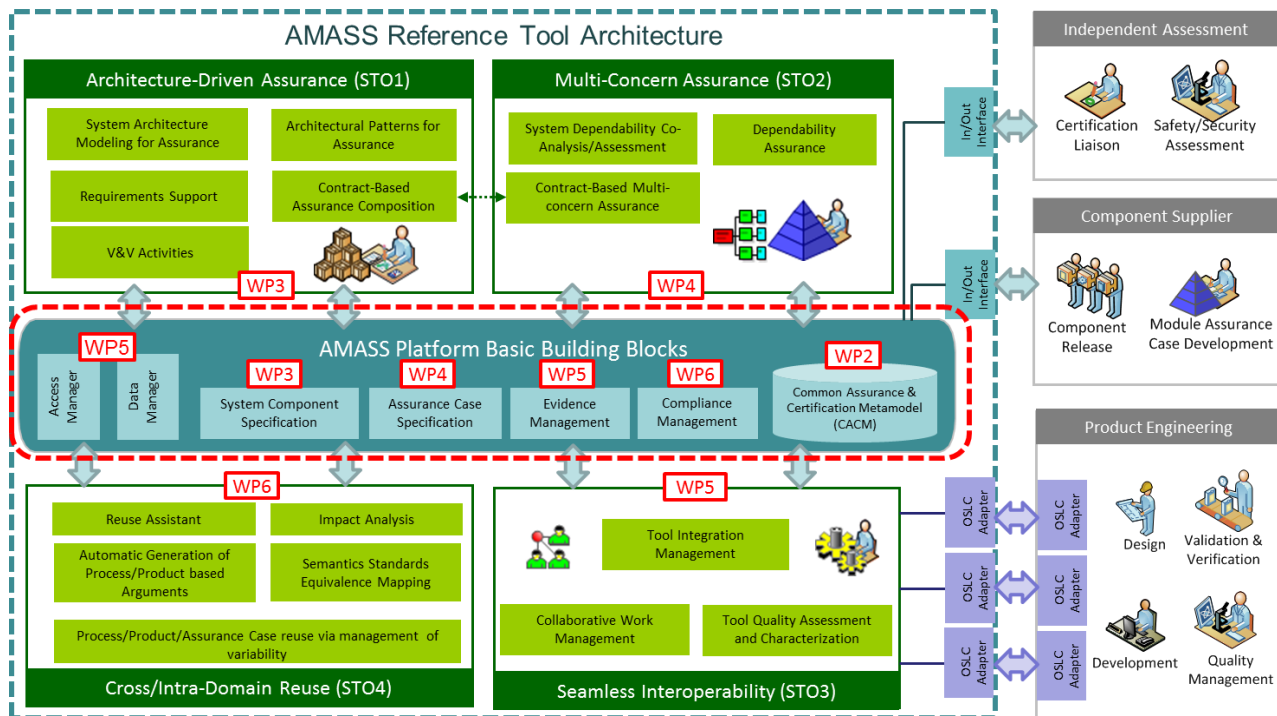 AMASS Reference Tool Architecture
Architecture-Driven Assurance (STO1)
System Architecture
Modeling for Assurance
Architectural Patterns for
Assurance
Requirements Support
Contract-Based
Assurance Composition
V&V Activities
WP3
Multi-Concern Assurance (STO2)
System Dependability Co-
Analysis/Assessment
Dependability
Assurance
Contract-Based Multi-
concern Assurance
WP4
In/Out
Interface
In/Out
Interface
Independent Assessment
Certification
Liaison
Safety/Security
Assessment
Component Supplier
Component
Release
Module Assurance
Case Development
AMASS Platform Basic Building Blocks
WP5
Access
Manager
Data
Manager
WP3
System Component
Specification
WP4
Assurance Case
Specification
WP5
Evidence
Management
WP6
Compliance
Management
WP2
Common Assurance &
Certification Metamodel
(CACM)
WP6
Reuse Assistant
Impact Analysis
Automatic Generation of
Process/Product based
Arguments
Semantics Standards
Equivalence Mapping
Process/Product/Assurance Case reuse via management of
variability
Cross/Intra-Domain Reuse (STO4)
WP5
Tool Integration
Management
Collaborative Work
Management
Tool Quality Assessment
and Characterization
Seamless Interoperability (STO3)
OSLC
Adapter
OSLC
Adapter
OSLC
Adapter
OSLC
Adapter
OSLC
Adapter
OSLC
Adapter
Product Engineering
Design
Validation &
Verification
Development
Quality
Management